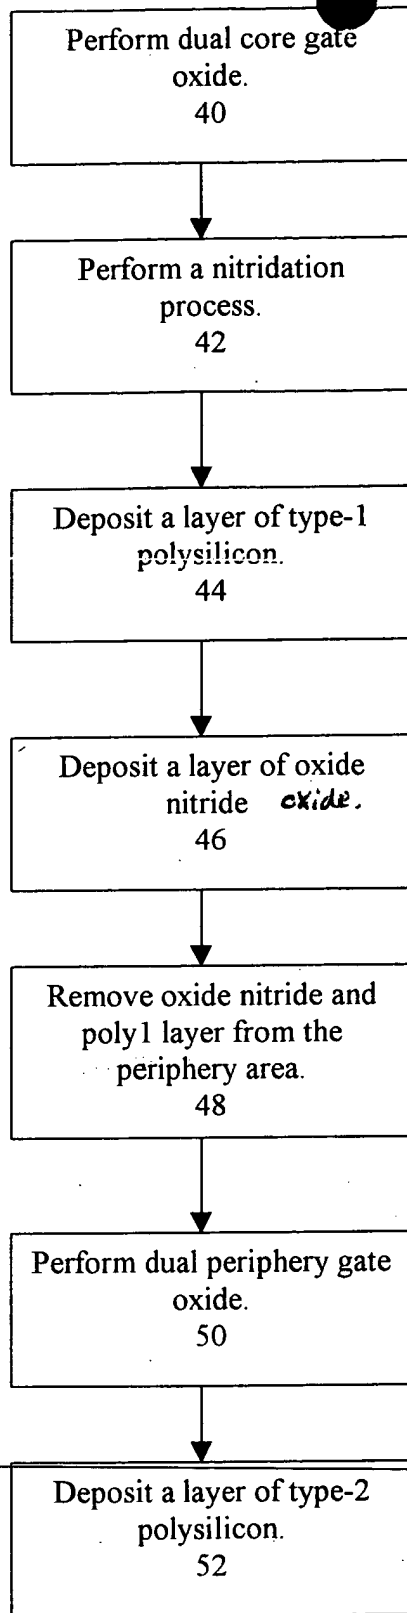 Perform dual core gate
oxide.
40
Perform a nitridation
process.
42
Deposit a layer of type-1
polysilicon.
44
Deposit a layer of oxide
nitride oxide.
46
Remove oxide nitride and
poly1 layer from the
periphery area.
48
Perform dual periphery gate
oxide.
50
Deposit a layer of type-2
polysilicon.
52